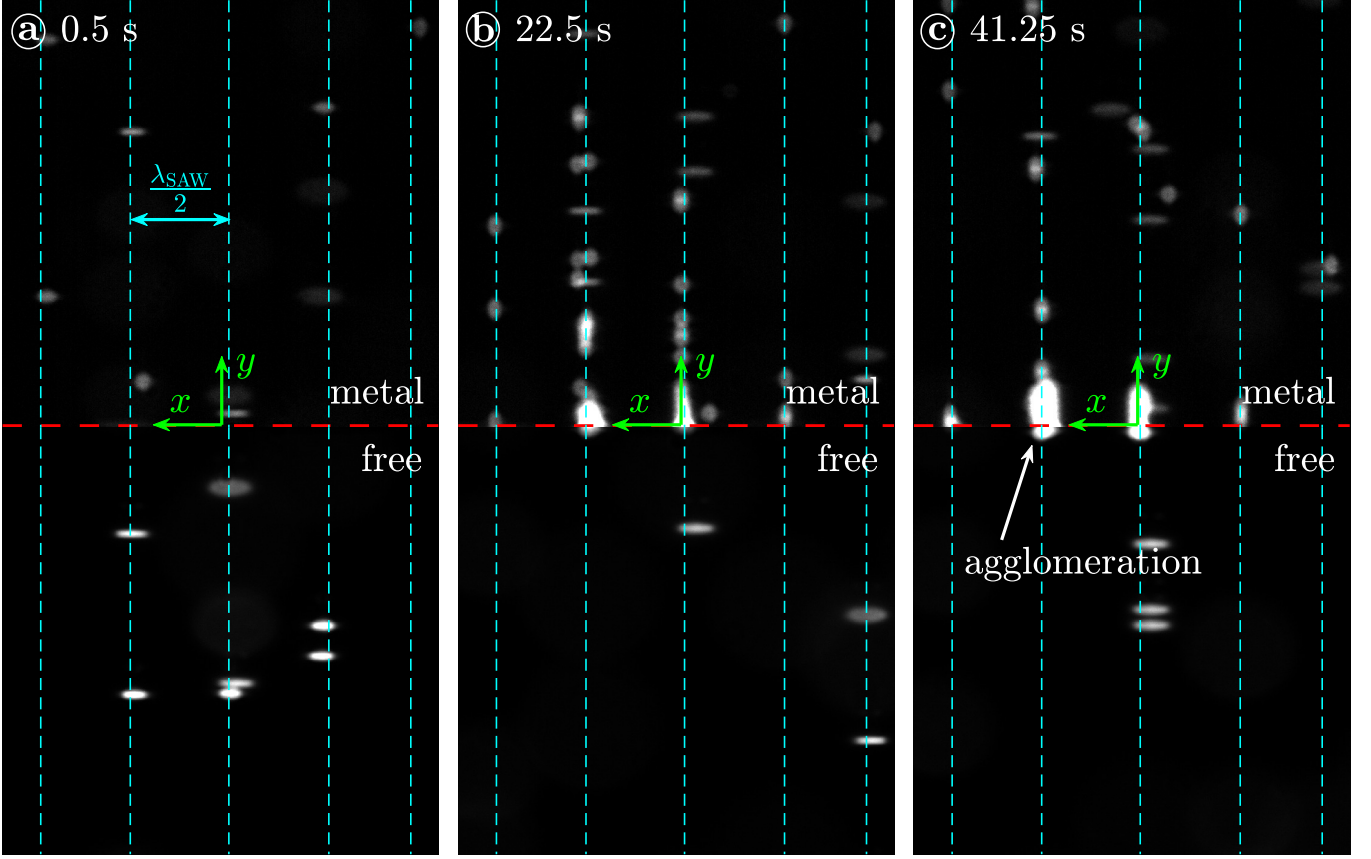 ⓐ 0.5 s
λSAW
2
y
x
metal
free
ⓑ 22.5 s
y
x
metal
free
ⓒ 41.25 s
y
x
metal
free
agglomeration